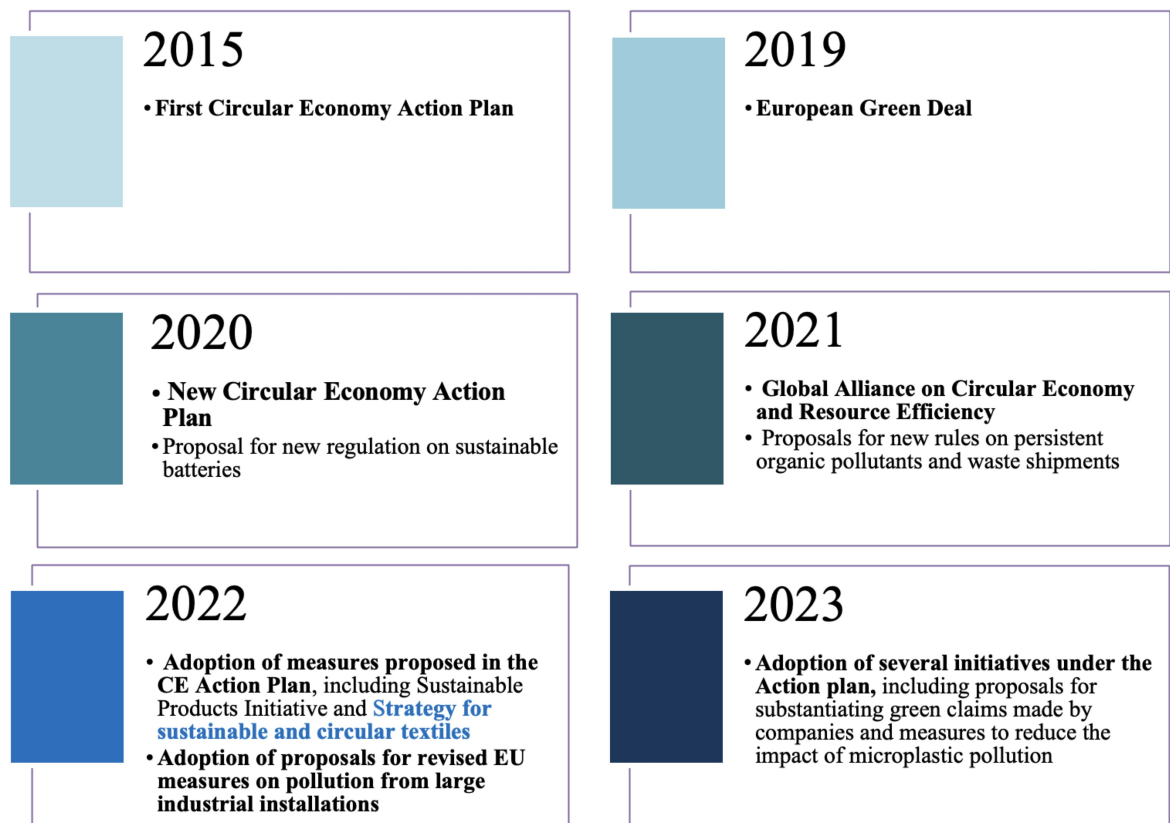 2015
• First Circular Economy Action Plan
2019
• European Green Deal
2020
• New Circular Economy Action
Plan
• Proposal for new regulation on sustainable
batteries
2021
• Global Alliance on Circular Economy
and Resource Efficiency
• Proposals for new rules on persistent
organic pollutants and waste shipments
2022
• Adoption of measures proposed in the
CE Action Plan, including Sustainable
Products Initiative and Strategy for
sustainable and circular textiles
• Adoption of proposals for revised EU
measures on pollution from large
industrial installations
2023
• Adoption of several initiatives under the
Action plan, including proposals for
substantiating green claims made by
companies and measures to reduce the
impact of microplastic pollution